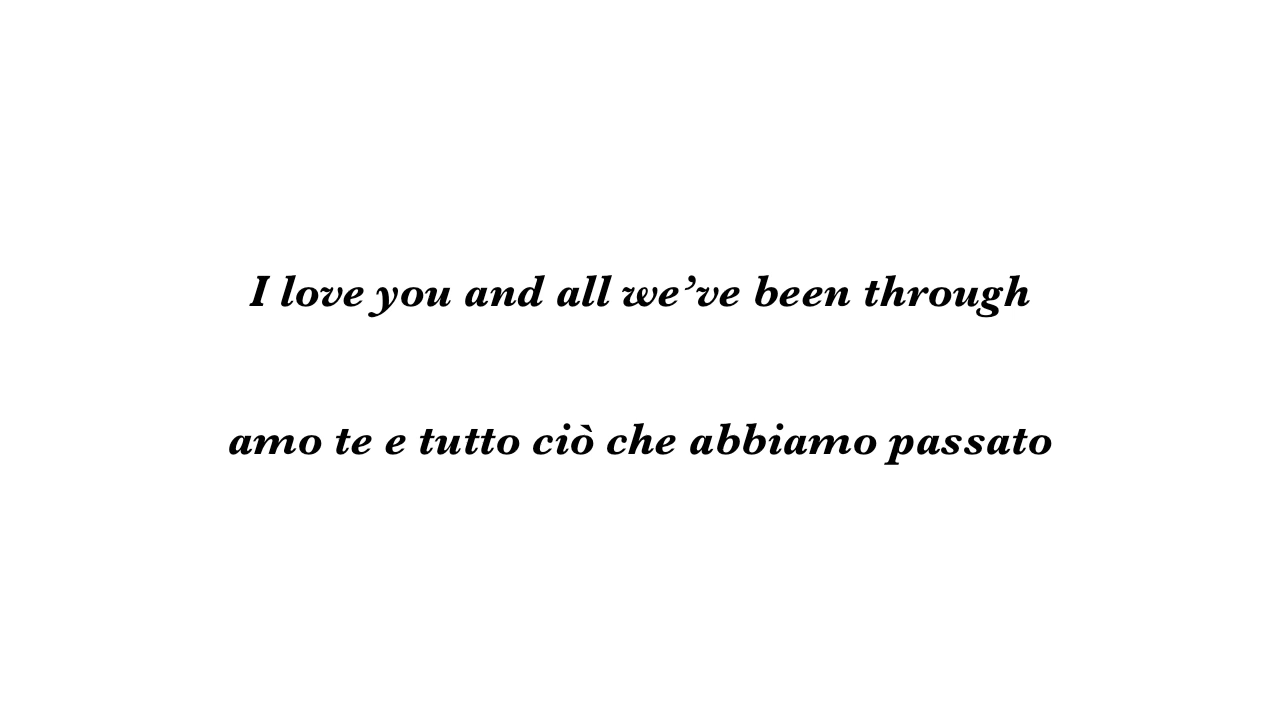 I love you and all we’ve been through
amo te e tutto ciò che abbiamo passato